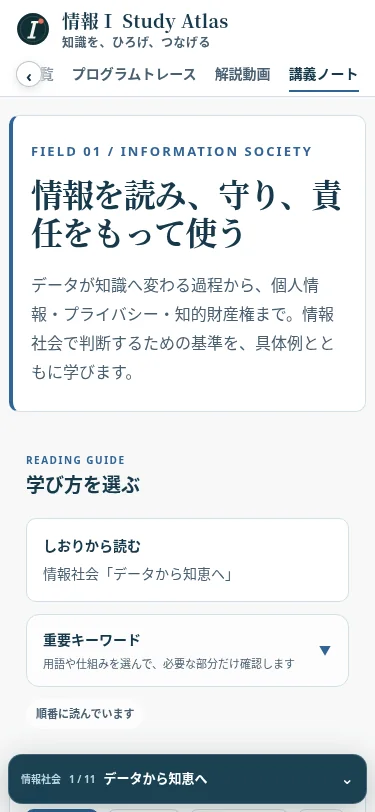 情報 I Study Atlas
知識を、ひろげ、つなげる
覧 プログラムトレース 解説動画 講義ノート
FIELD 01 / INFORMATION SOCIETY
情報を読み、守り、責
任をもって使う
データが知識へ変わる過程から、個人情
報・プライバシー・知的財産権まで。情報
社会で判断するための基準を、具体例とと
もに学びます。
READING GUIDE
学び方を選ぶ
しおりから読む
情報社会「データから知恵へ」
重要キーワード
用語や仕組みを選んで、必要な部分だけ確認します
順番に読んでいます
情報社会 1 / 11 データから知恵へ